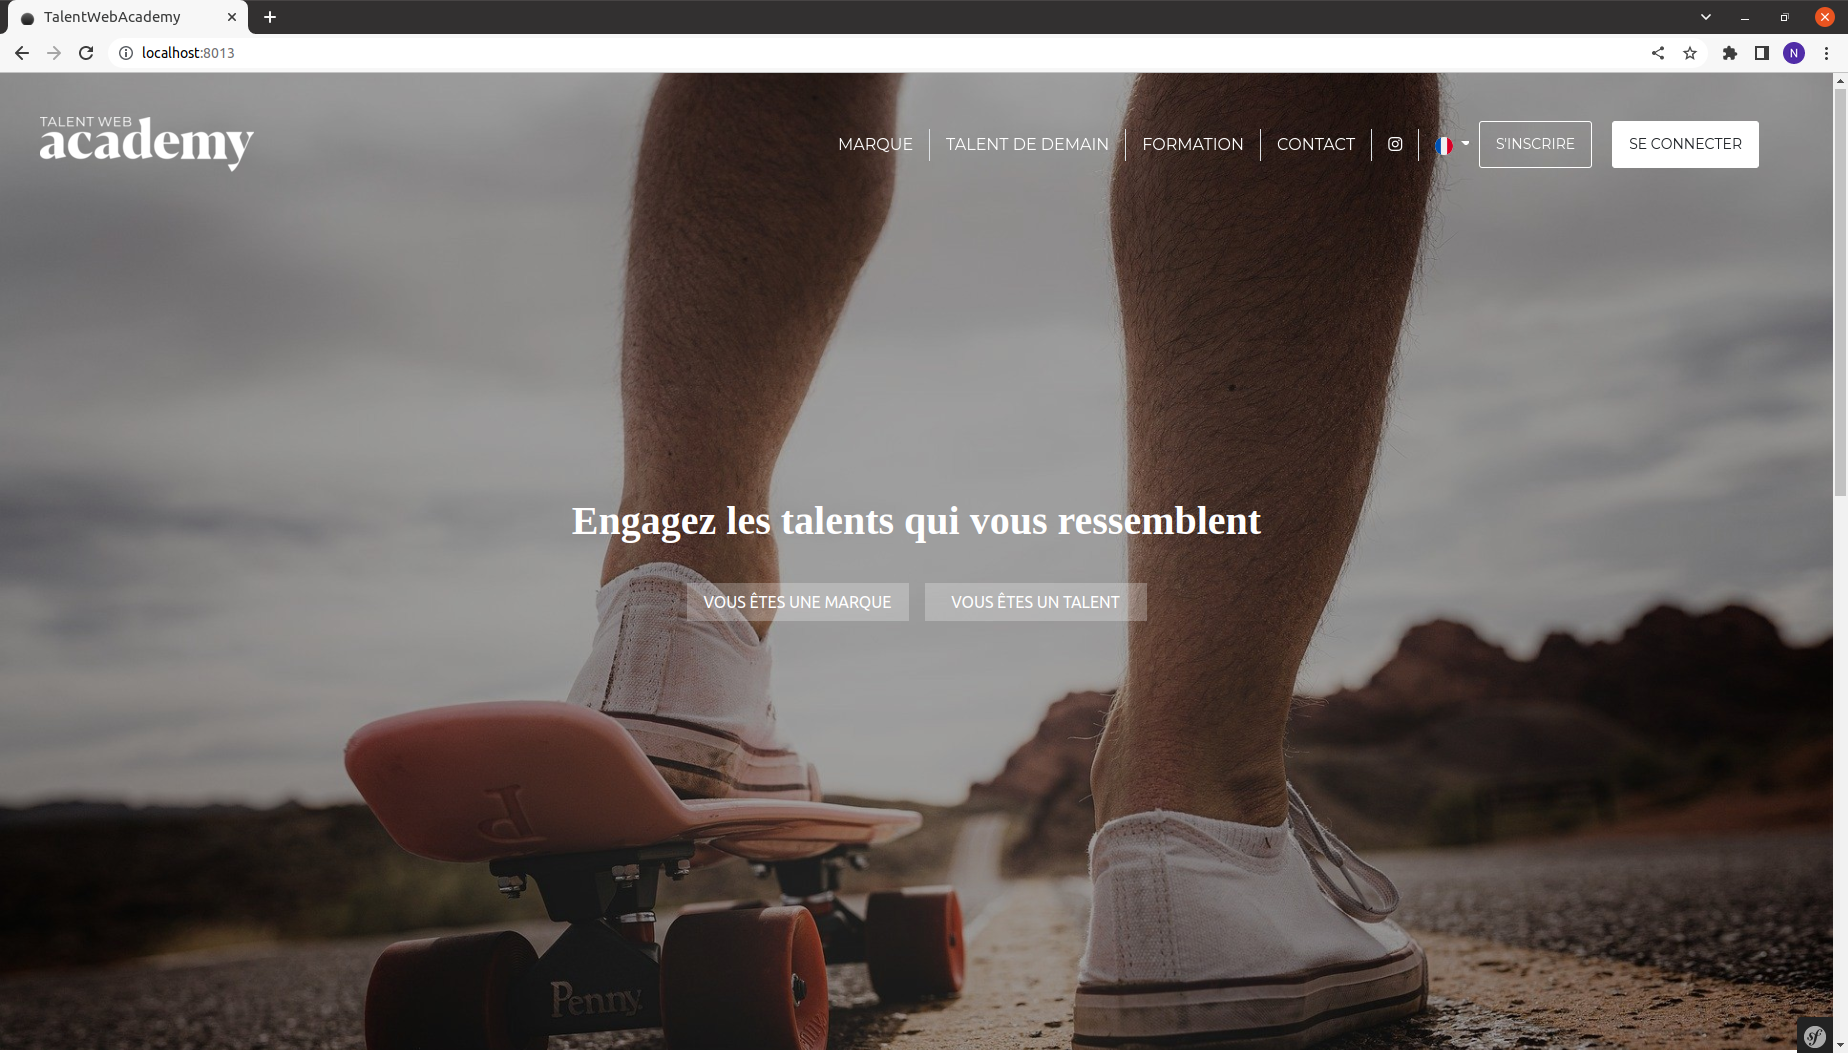 TalentWebAcademy
localhost:8013
N
TALENT WEB
academy
MARQUE
TALENT DE DEMAIN
FORMATION
CONTACT
S'INSCRIRE
SE CONNECTER
Engagez les talents qui vous ressemblent
VOUS ÊTES UNE MARQUE
VOUS ÊTES UN TALENT
P
Penny
sf